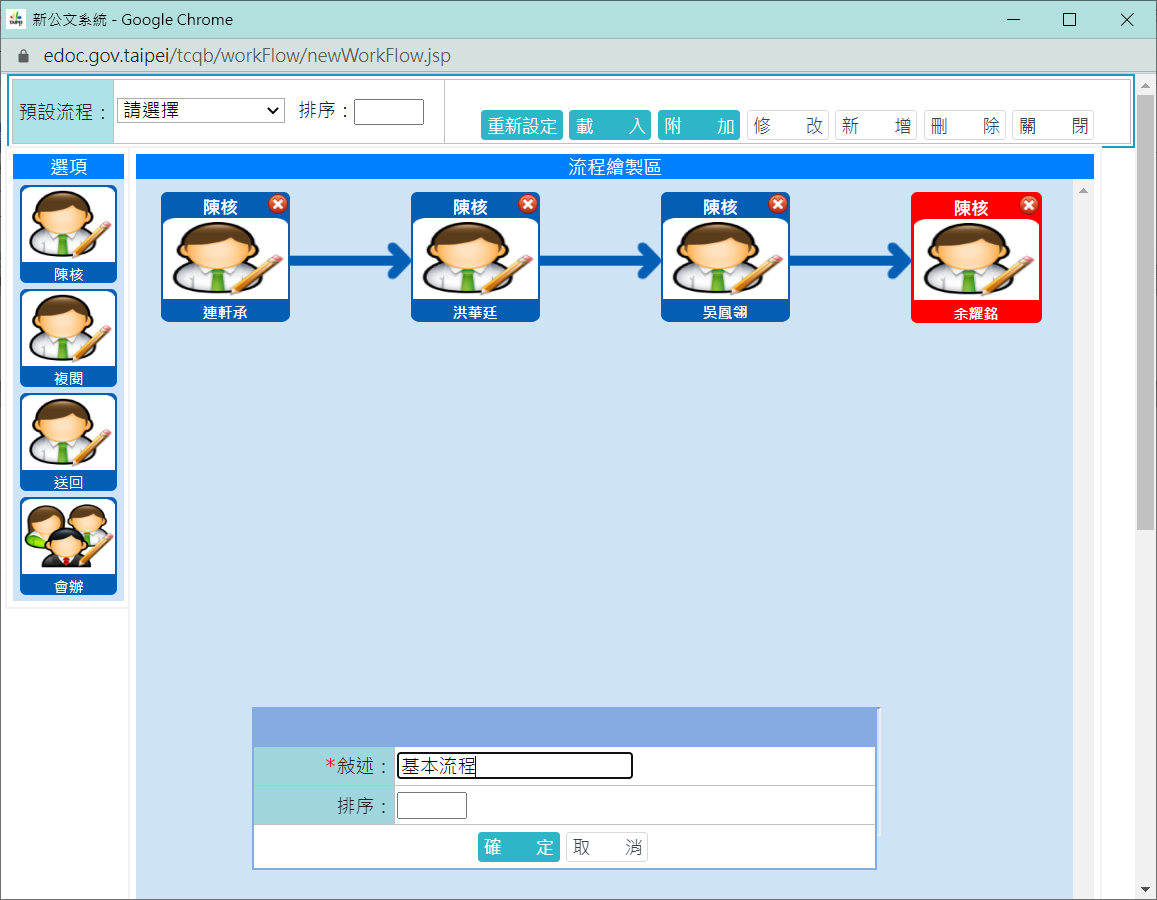 新公文系統 - Google Chrome
edoc.gov.taipei/tcqb/workFlow/newWorkFlow.jsp
預設流程： 請選擇 排序： 重新設定 載 入 附 加 修 改 新 增 刪 除 關 閉
選項
陳核
複閱
送回
會辦
流程繪製區
陳核 陳核 陳核 陳核
連軒承 洪華廷 吳鳳翎 余耀銘
*敍述： 基本流程
排序：
確 定 取 消